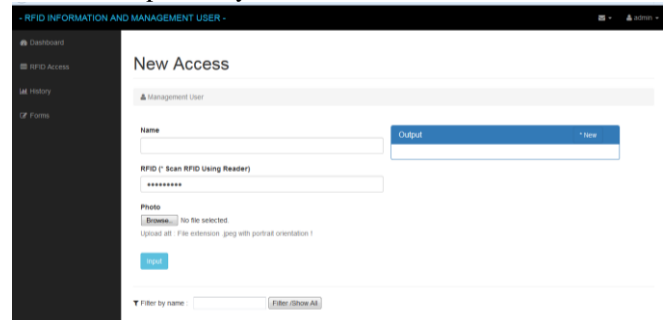 - RFID INFORMATION AND MANAGEMENT USER -
admin
Dashboard
RFID Access
History
Forms
New Access
Management User
Name
Output
* New
RFID (* Scan RFID Using Reader)
•••••••••
Photo
Browse.. No file selected.
Upload att : File extension .jpeg with portrait orientation !
Input
Filter by name :
Filter /Show All